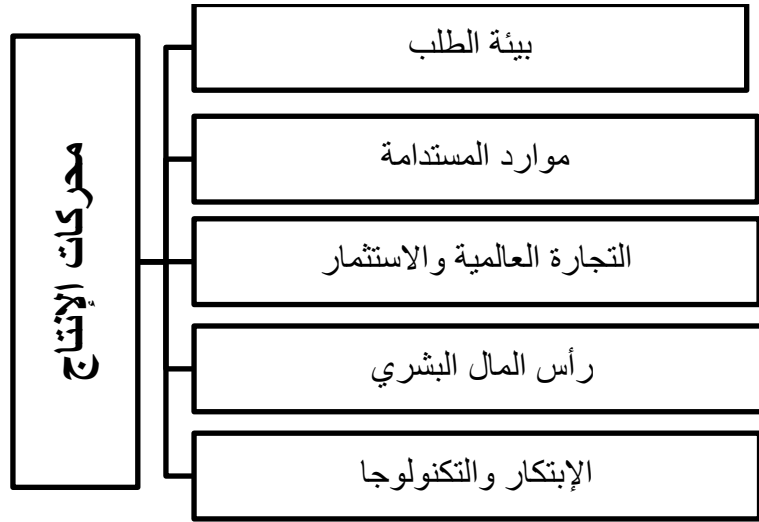 محركات الإنتاج
بيئة الطلب
موارد المستدامة
التجارة العالمية والاستثمار
رأس المال البشري
الإبتكار والتكنولوجا